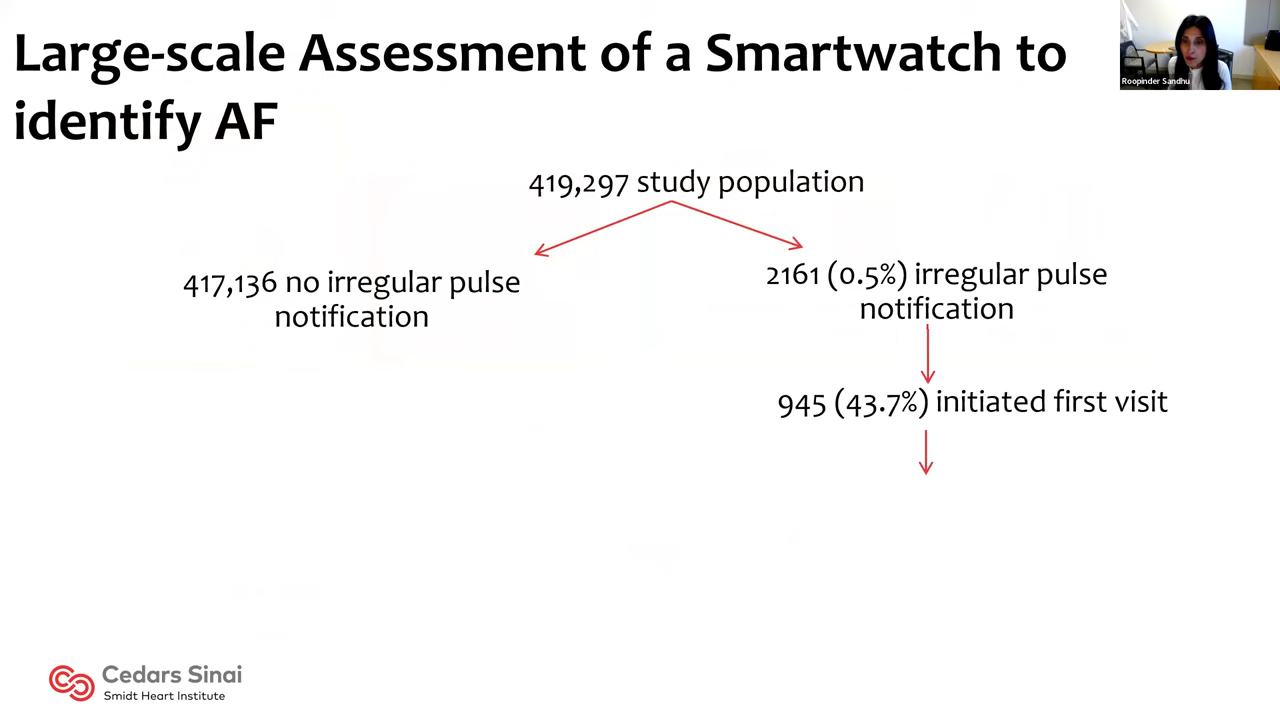 Large-scale Assessment of a Smartwatch to
identify AF
Roopinder Sandhu
419,297 study population
417,136 no irregular pulse
notification
2161 (0.5%) irregular pulse
notification
945 (43.7%) initiated first visit
Cedars Sinai
Smidt Heart Institute